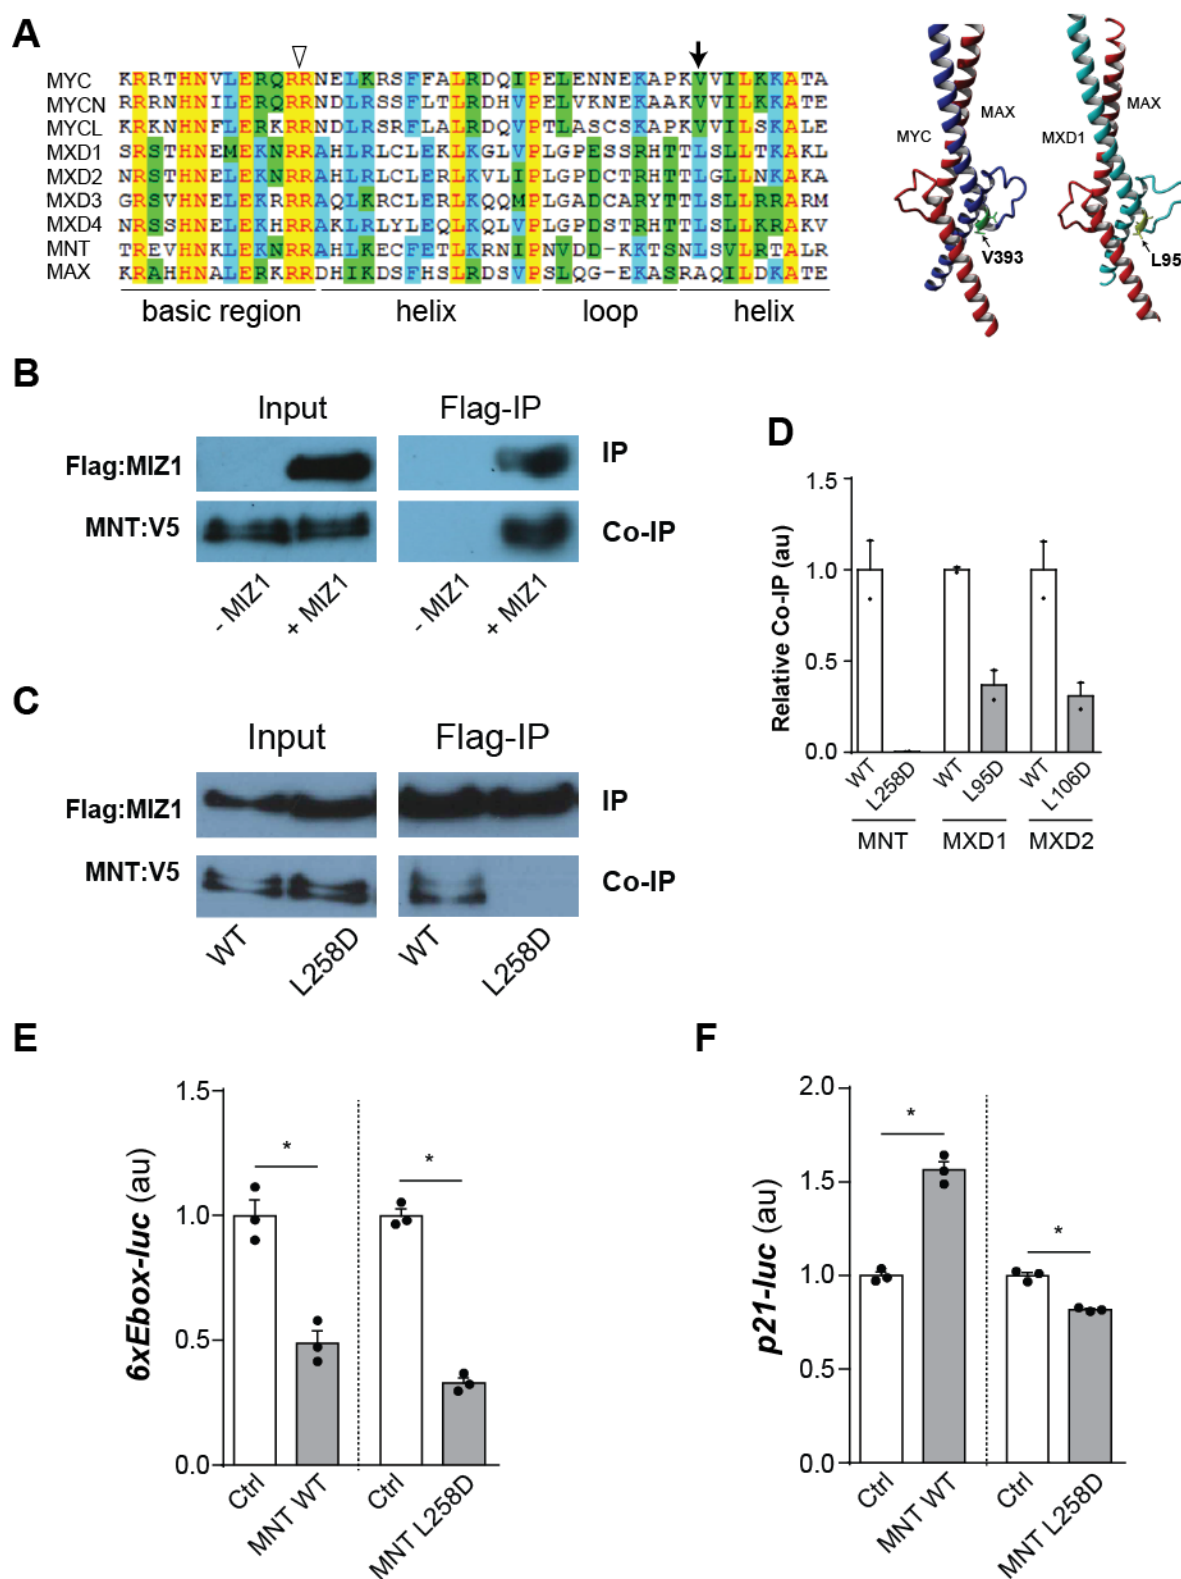 A
MYC KRRTHNVLERQRRNELKRSFFALRDQIPELENNEKAPKVVILKKATA
MYCN RRRNHNILERQRRNDLRSSFLTLRDHVPELVKNEKAAKVVILKKATE
MYCL KRKNHNFLERKRRNDLRSRFLALRDQVPTLASCSKAPKVVILSKALE
MXD1 SRSTHNEMEKNRRAHLRLCLEKLKGLVPLGPESSRHTTLSLLTKAKL
MXD2 NRSTHNELEKNRRAHLRLCLERLKVLIPLGPDCTRHTTLGLLNKAKA
MXD3 GRSVHNELEKRRRAQLKRCLERLKQQMPLGADCARYTTLSLLRRARM
MXD4 NRSSHNELEKHRRAKLRLYLEQLKQLVPLGPDSTRHTTLSLLKRAKV
MNT TREVHNKLEKNRRAHLKECFETLKRNIPNVDD-KKTSNLSVLRTALR
MAX KRAHHNALERKRRDHIKDSFHSLRDSVPSLQG-EKASRAQILDKATE
basic region helix loop helix
MYC MAX V393
MXD1 MAX L95
B
Input Flag-IP
Flag:MIZ1 IP
MNT:V5 Co-IP
- MIZ1 + MIZ1 - MIZ1 + MIZ1
C
Input Flag-IP
Flag:MIZ1 IP
MNT:V5 Co-IP
WT L258D WT L258D
D
Relative Co-IP (au)
1.5
1.0
0.5
0.0
WT L258D WT L95D WT L106D
MNT MXD1 MXD2
E
6xEbox-luc (au)
1.5
1.0
0.5
0.0
* *
Ctrl MNT WT Ctrl MNT L258D
F
p21-luc (au)
2.0
1.5
1.0
0.5
0.0
* *
Ctrl MNT WT Ctrl MNT L258D